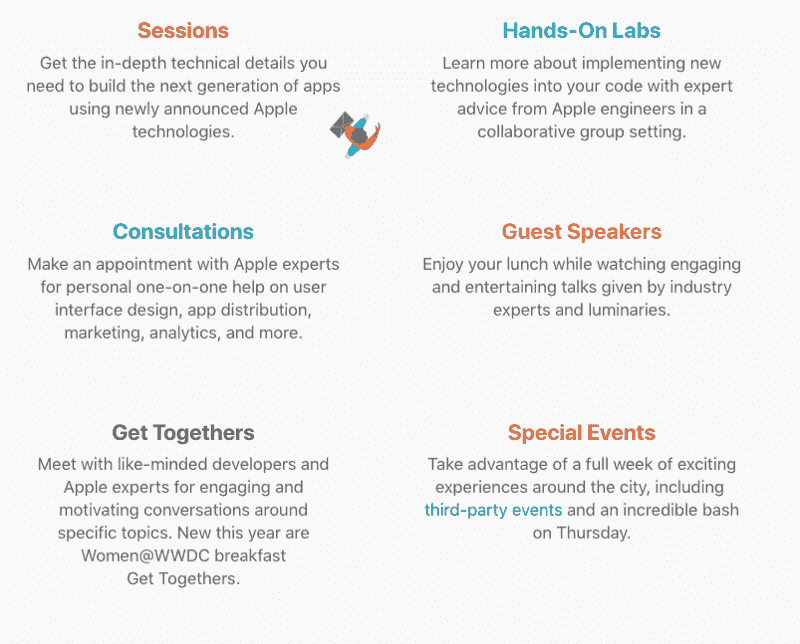 Sessions
Get the in-depth technical details you
need to build the next generation of apps
using newly announced Apple
technologies.
Hands-On Labs
Learn more about implementing new
technologies into your code with expert
advice from Apple engineers in a
collaborative group setting.
Consultations
Make an appointment with Apple experts
for personal one-on-one help on user
interface design, app distribution,
marketing, analytics, and more.
Guest Speakers
Enjoy your lunch while watching engaging
and entertaining talks given by industry
experts and luminaries.
Get Togethers
Meet with like-minded developers and
Apple experts for engaging and
motivating conversations around
specific topics. New this year are
Women@WWDC breakfast
Get Togethers.
Special Events
Take advantage of a full week of exciting
experiences around the city, including
third-party events and an incredible bash
on Thursday.